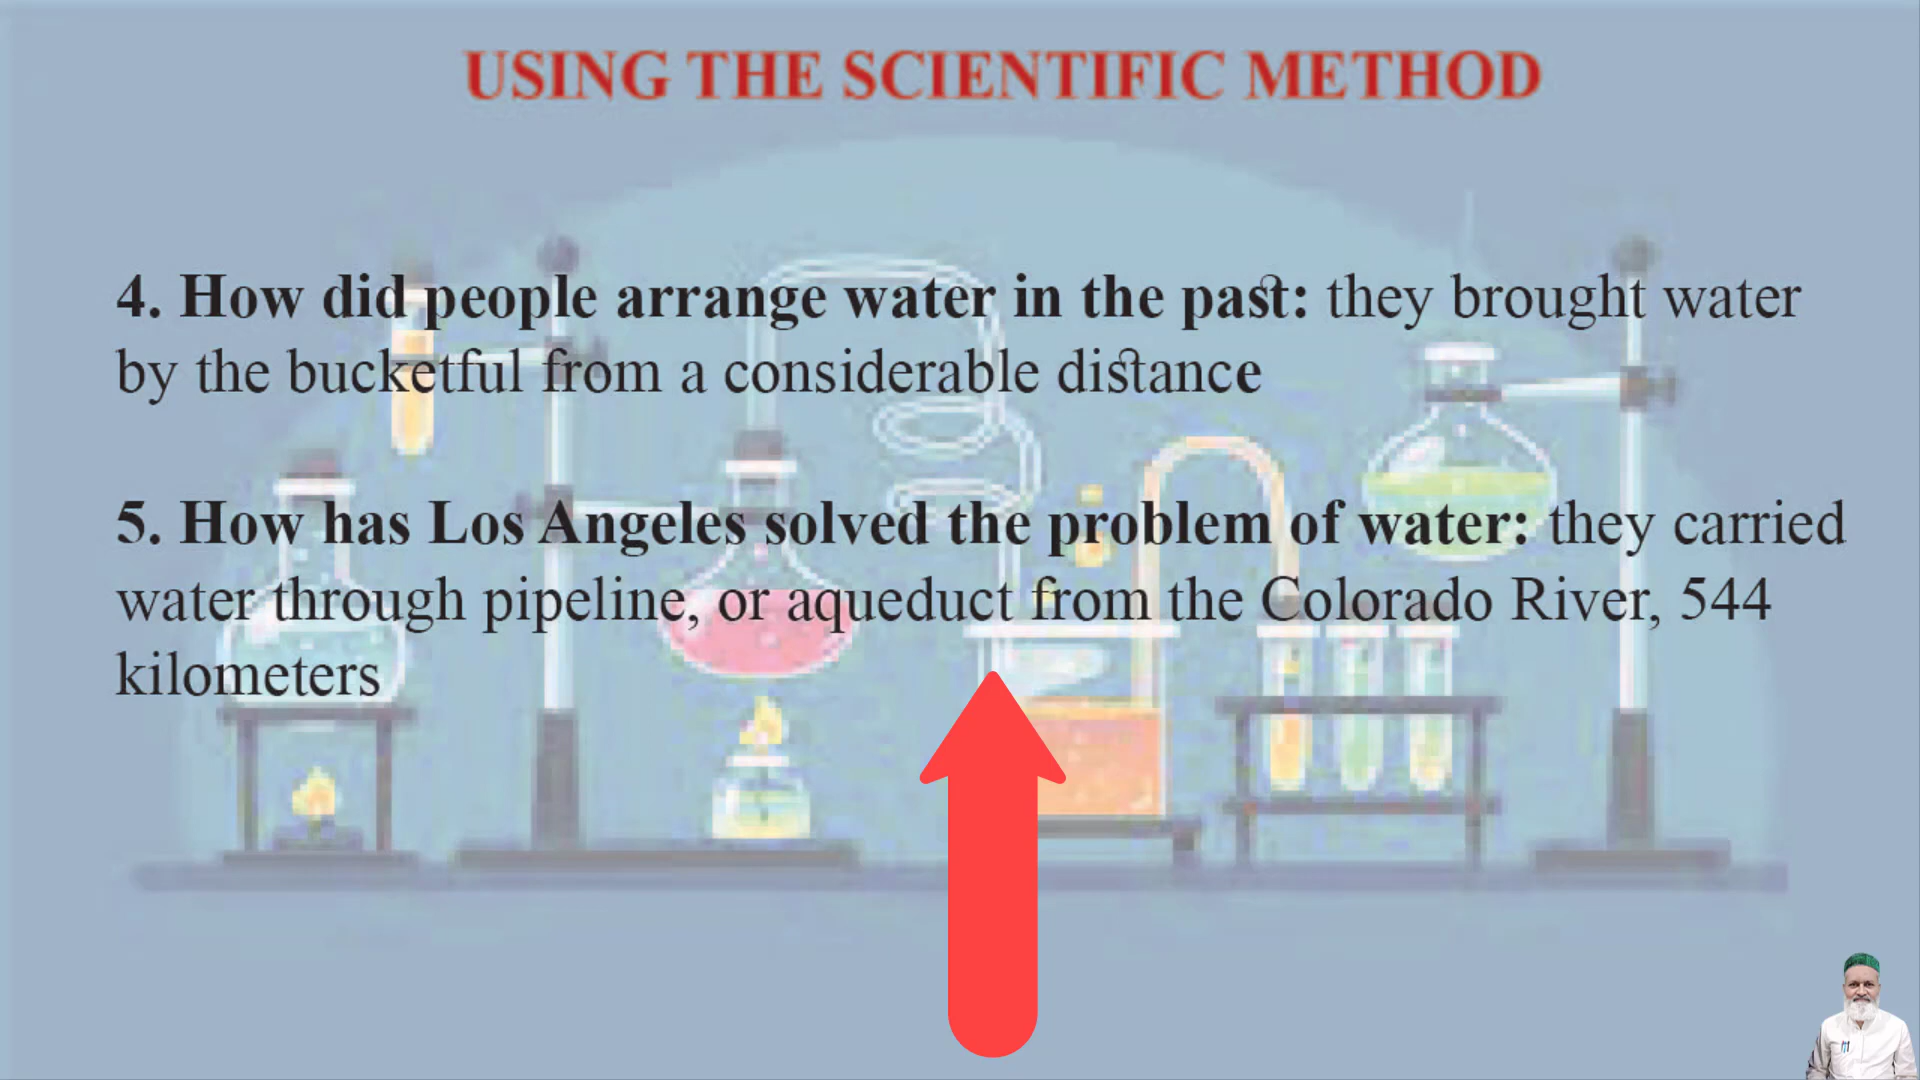 USING THE SCIENTIFIC METHOD
4. How did people arrange water in the past: they brought water
by the bucketful from a considerable distance
5. How has Los Angeles solved the problem of water: they carried
water through pipeline, or aqueduct from the Colorado River, 544
kilometers